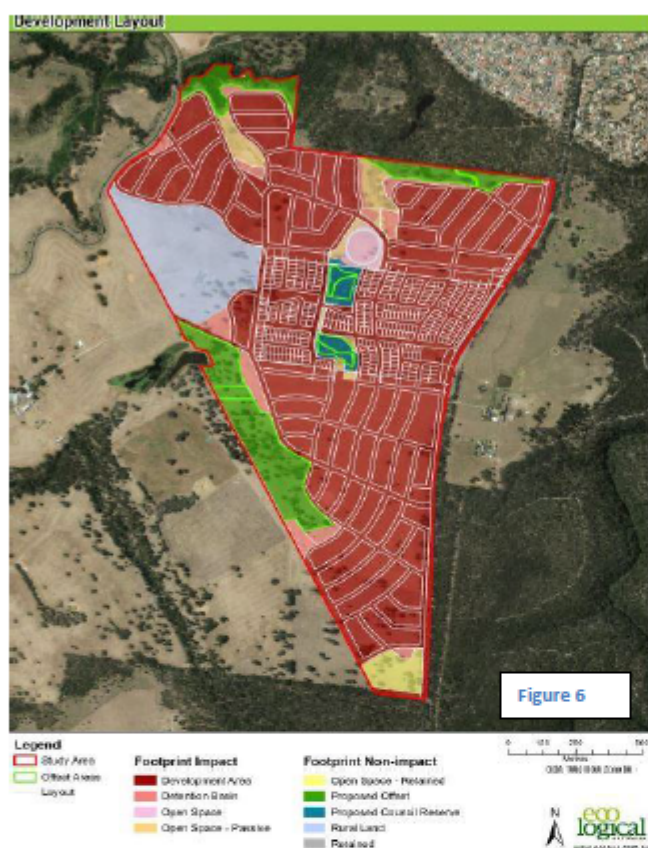 Development Layout
Figure 6
Legend
Study Area
Offset Areas
Layout
Footprint Impact
Development Area
Detention Basin
Open Space
Open Space - Passive
Footprint Non-impact
Open Space - Retained
Proposed Offset
Proposed Council Reserve
Rural Land
Retained
Metres
N
eco
logical